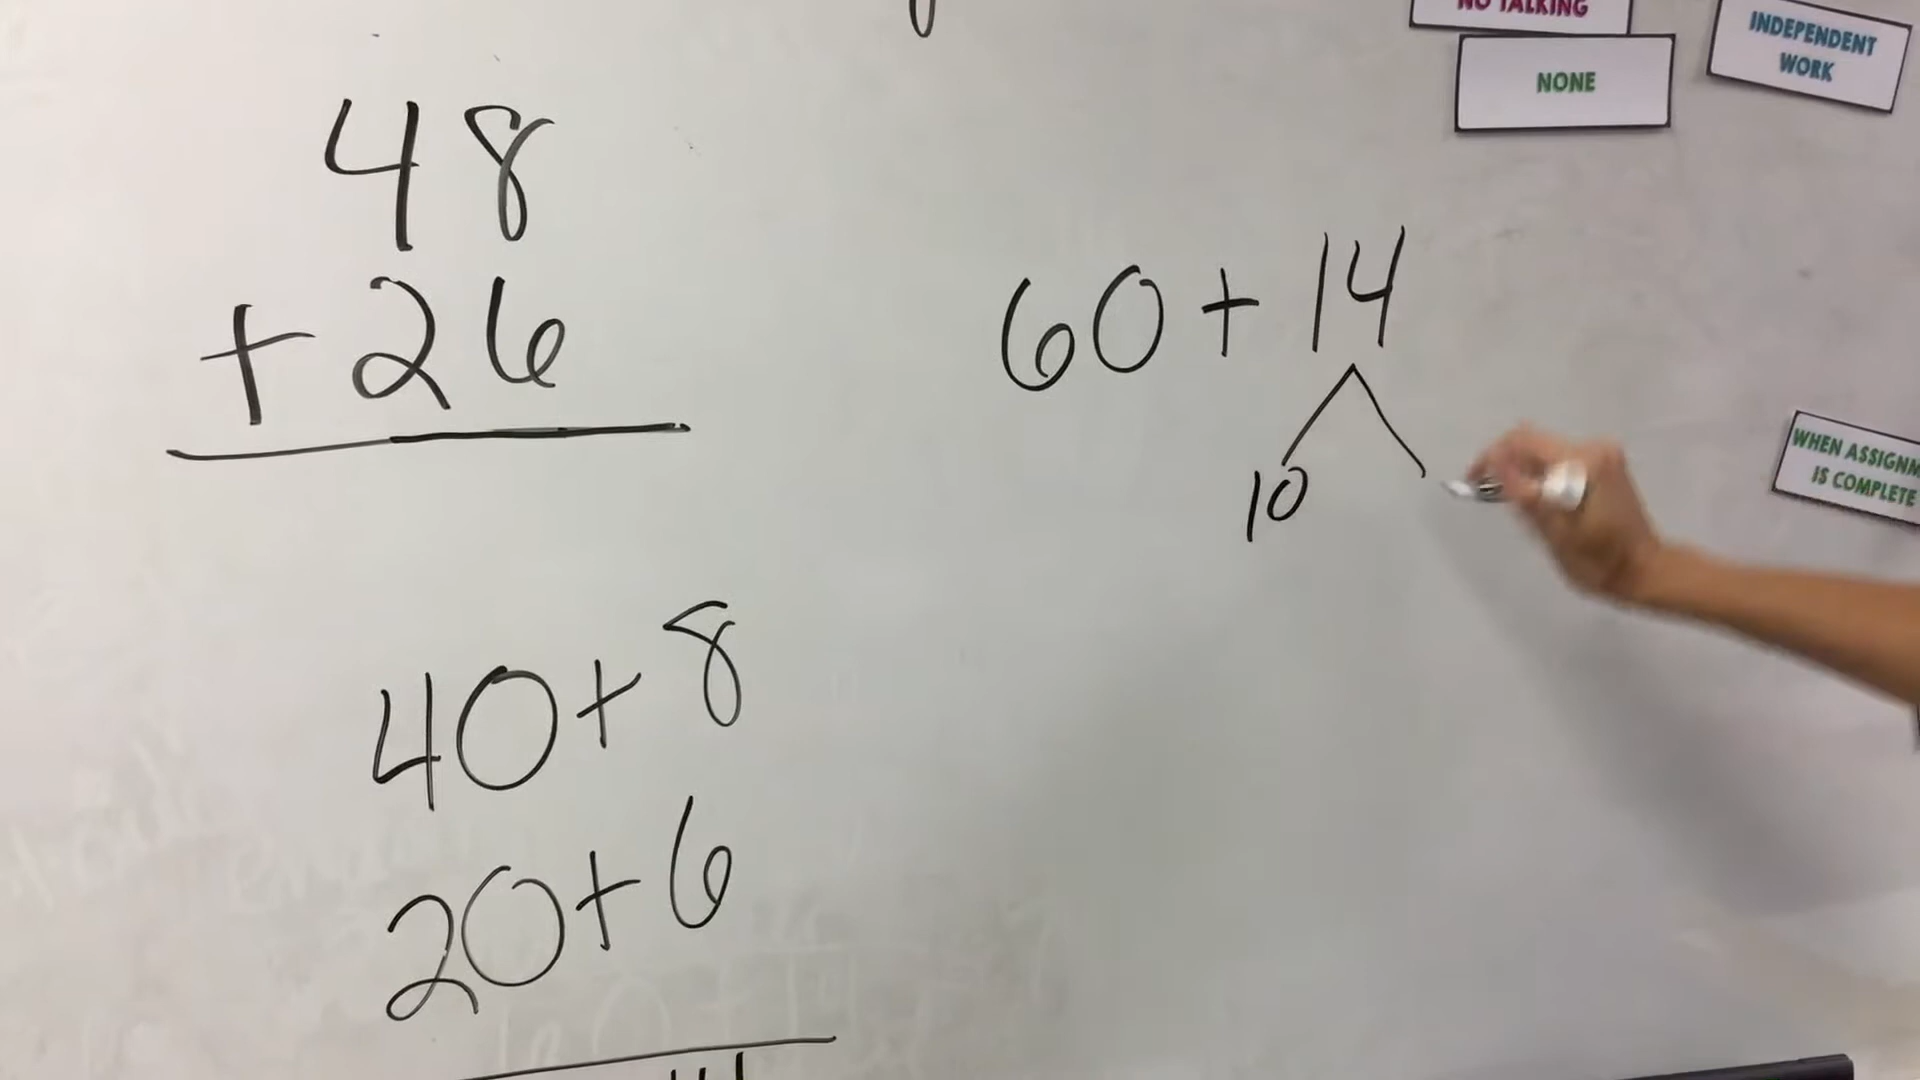 48
+26
40+8
20+6
60+14
10
NO TALKING
NONE
INDEPENDENT
WORK
WHEN ASSIGNM
IS COMPLETE